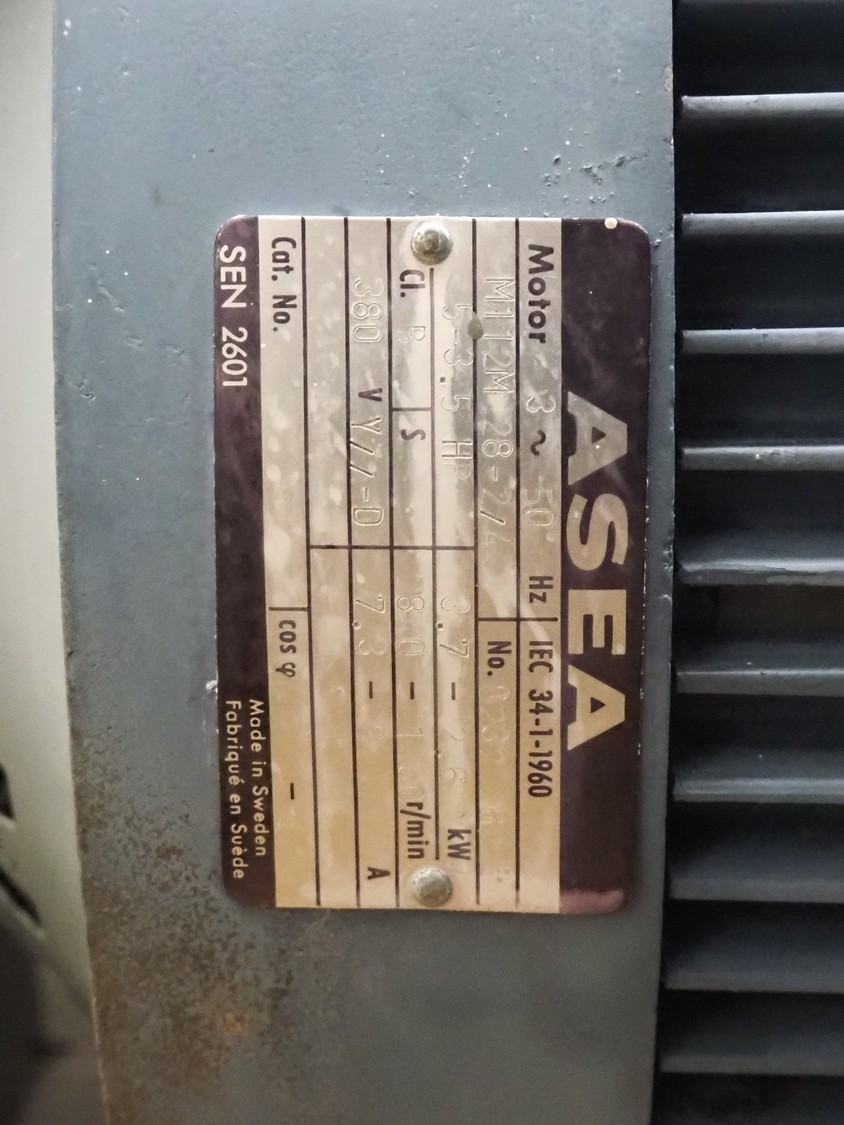 ASEA
Motor 3 ~ 50 Hz IEC 34-1-1960
M112M 28-2/4 No.
5-3.5 HP 3.7 - 2.6 kW
Cl. B S r/min
380 V Y//-D 7.3 - A
Cat. No. cos φ -
SEN 2601 Made in Sweden
Fabriqué en Suède